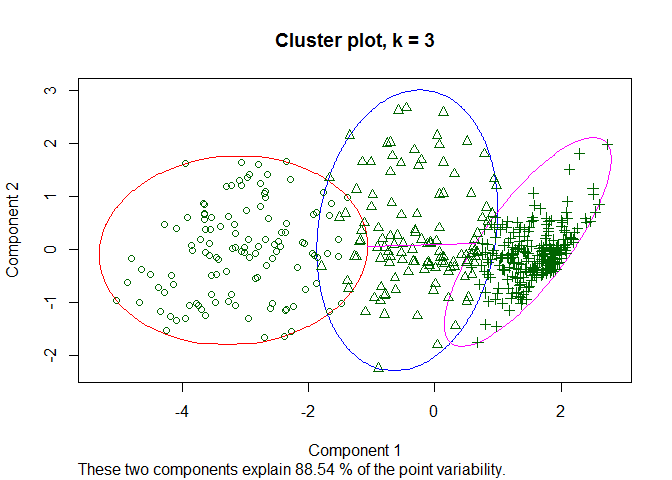 Cluster plot, k = 3
Component 2
3
2
1
0
-1
-2
-4
-2
0
2
Component 1
These two components explain 88.54 % of the point variability.